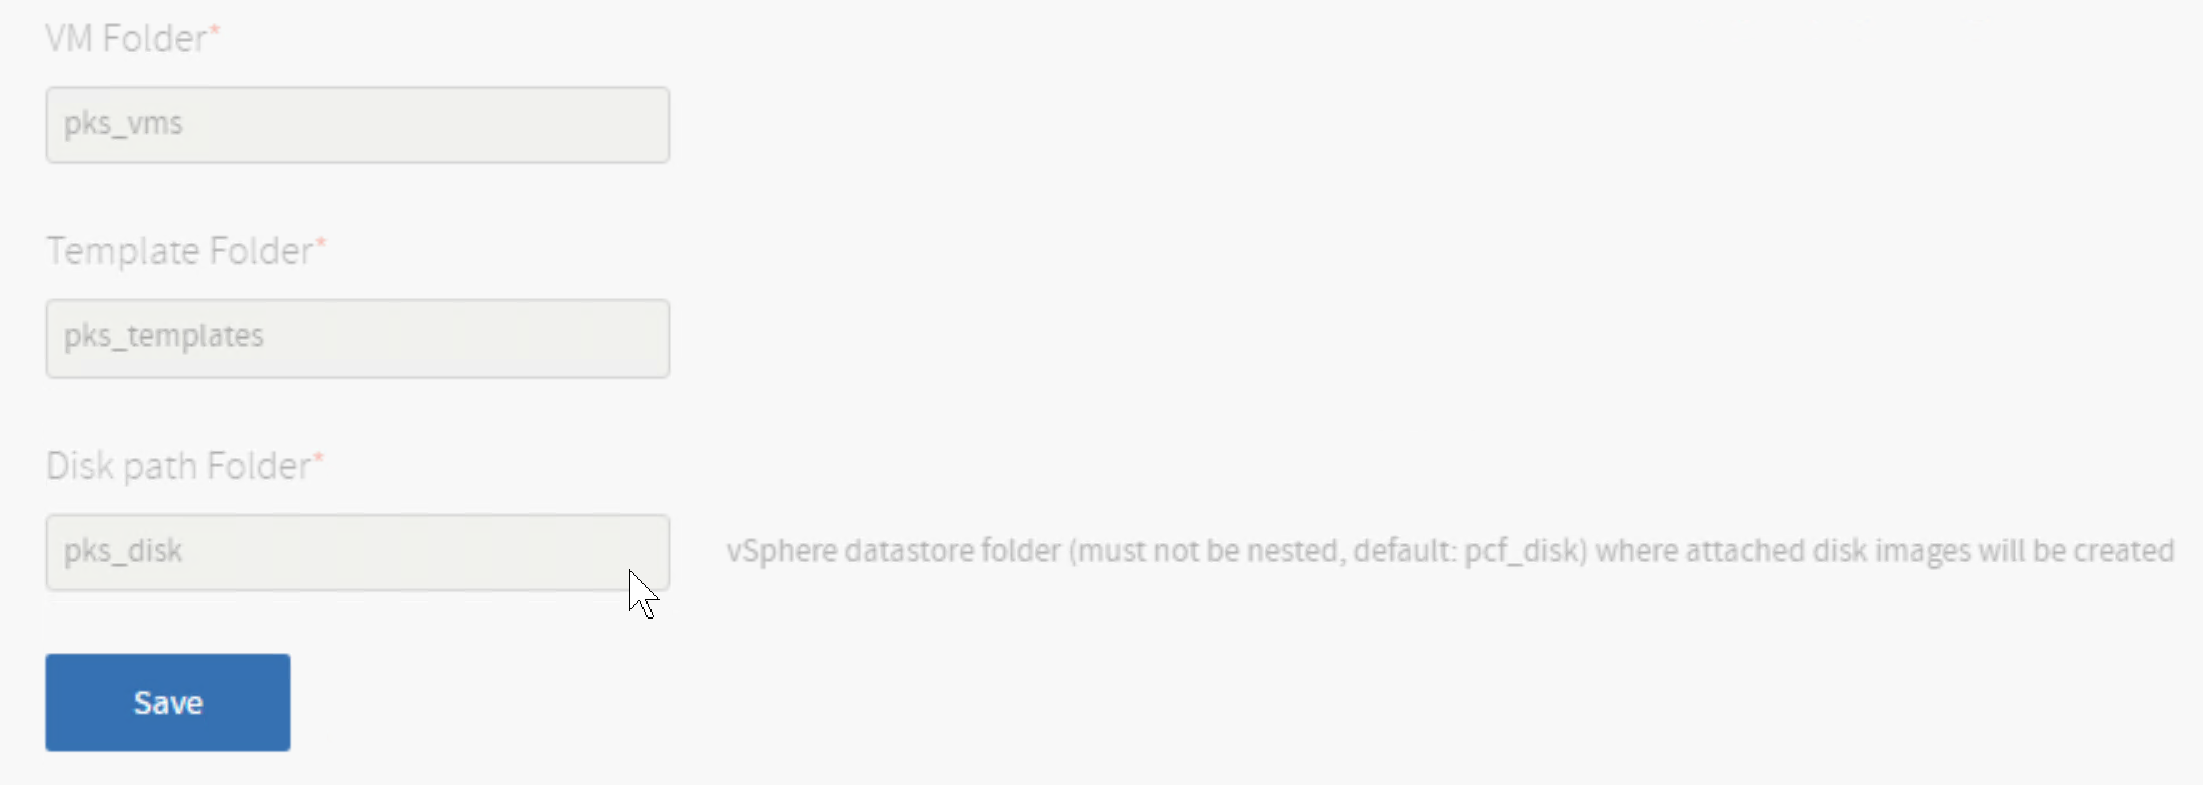 VM Folder*
pks_vms
Template Folder*
pks_templates
Disk path Folder*
pks_disk
vSphere datastore folder (must not be nested, default: pcf_disk) where attached disk images will be created
Save